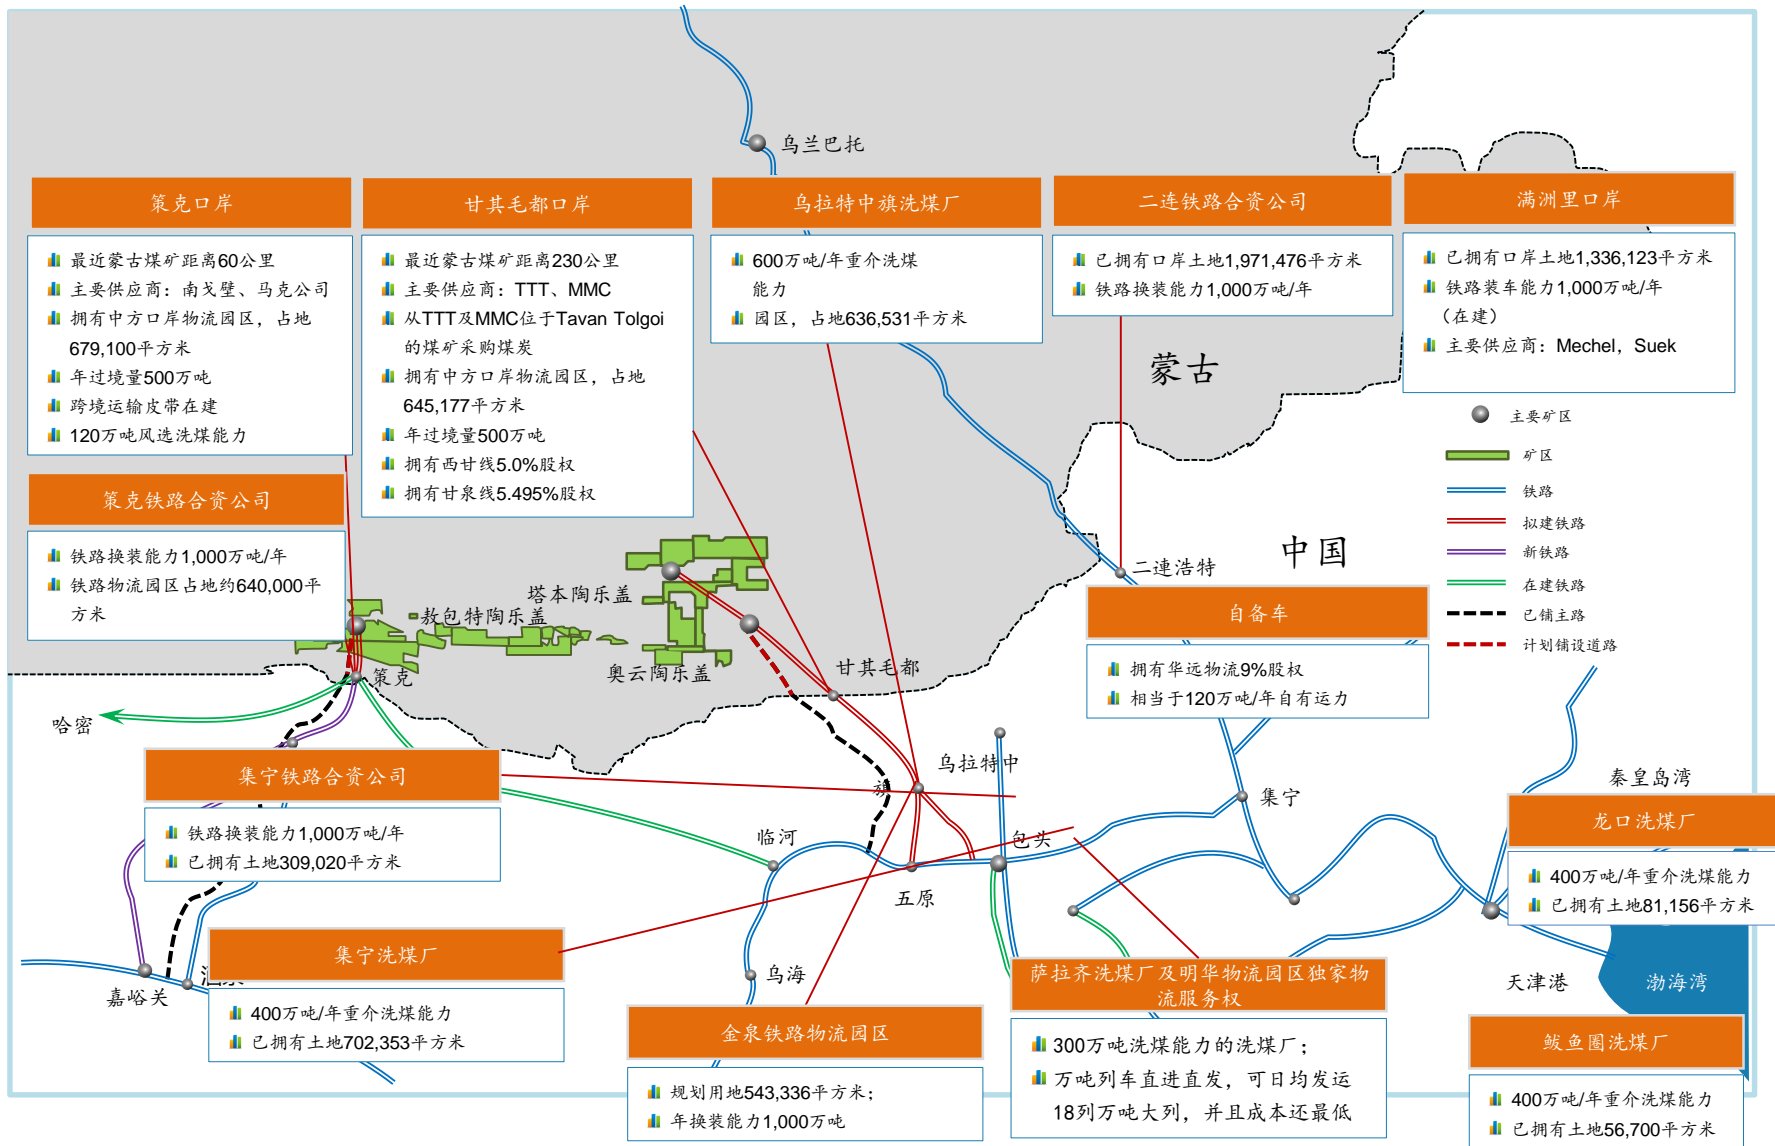 乌兰巴托
策克口岸
最近蒙古煤矿距离60公里
主要供应商：南戈壁、马克公司
拥有中方口岸物流园区，占地
679,100平方米
年过境量500万吨
跨境运输皮带在建
120万吨风选洗煤能力
甘其毛都口岸
最近蒙古煤矿距离230公里
主要供应商：TTT、MMC
从TTT及MMC位于Tavan Tolgoi
的煤矿采购煤炭
拥有中方口岸物流园区，占地
645,177平方米
年过境量500万吨
拥有西甘线5.0%股权
拥有甘泉线5.495%股权
乌拉特中旗洗煤厂
600万吨/年重介洗煤
能力
园区，占地636,531平方米
二连铁路合资公司
已拥有口岸土地1,971,476平方米
铁路换装能力1,000万吨/年
满洲里口岸
已拥有口岸土地1,336,123平方米
铁路装车能力1,000万吨/年
（在建）
主要供应商：Mechel，Suek
蒙古
中国
主要矿区
矿区
铁路
拟建铁路
新铁路
在建铁路
已铺主路
计划铺设道路
策克铁路合资公司
铁路换装能力1,000万吨/年
铁路物流园区占地约640,000平
方米
塔本陶乐盖
敖包特陶乐盖
奥云陶乐盖
策克
甘其毛都
二連浩特
哈密
自备车
拥有华远物流9%股权
相当于120万吨/年自有运力
集宁铁路合资公司
铁路换装能力1,000万吨/年
已拥有土地309,020平方米
乌拉特中
旗
集宁
秦皇岛湾
临河
包头
五原
龙口洗煤厂
400万吨/年重介洗煤能力
已拥有土地81,156平方米
集宁洗煤厂
400万吨/年重介洗煤能力
已拥有土地702,353平方米
嘉峪关
乌海
天津港
渤海湾
金泉铁路物流园区
规划用地543,336平方米；
年换装能力1,000万吨
萨拉齐洗煤厂及明华物流园区独家物
流服务权
300万吨洗煤能力的洗煤厂；
万吨列车直进直发，可日均发运
18列万吨大列，并且成本还最低
鲅鱼圈洗煤厂
400万吨/年重介洗煤能力
已拥有土地56,700平方米